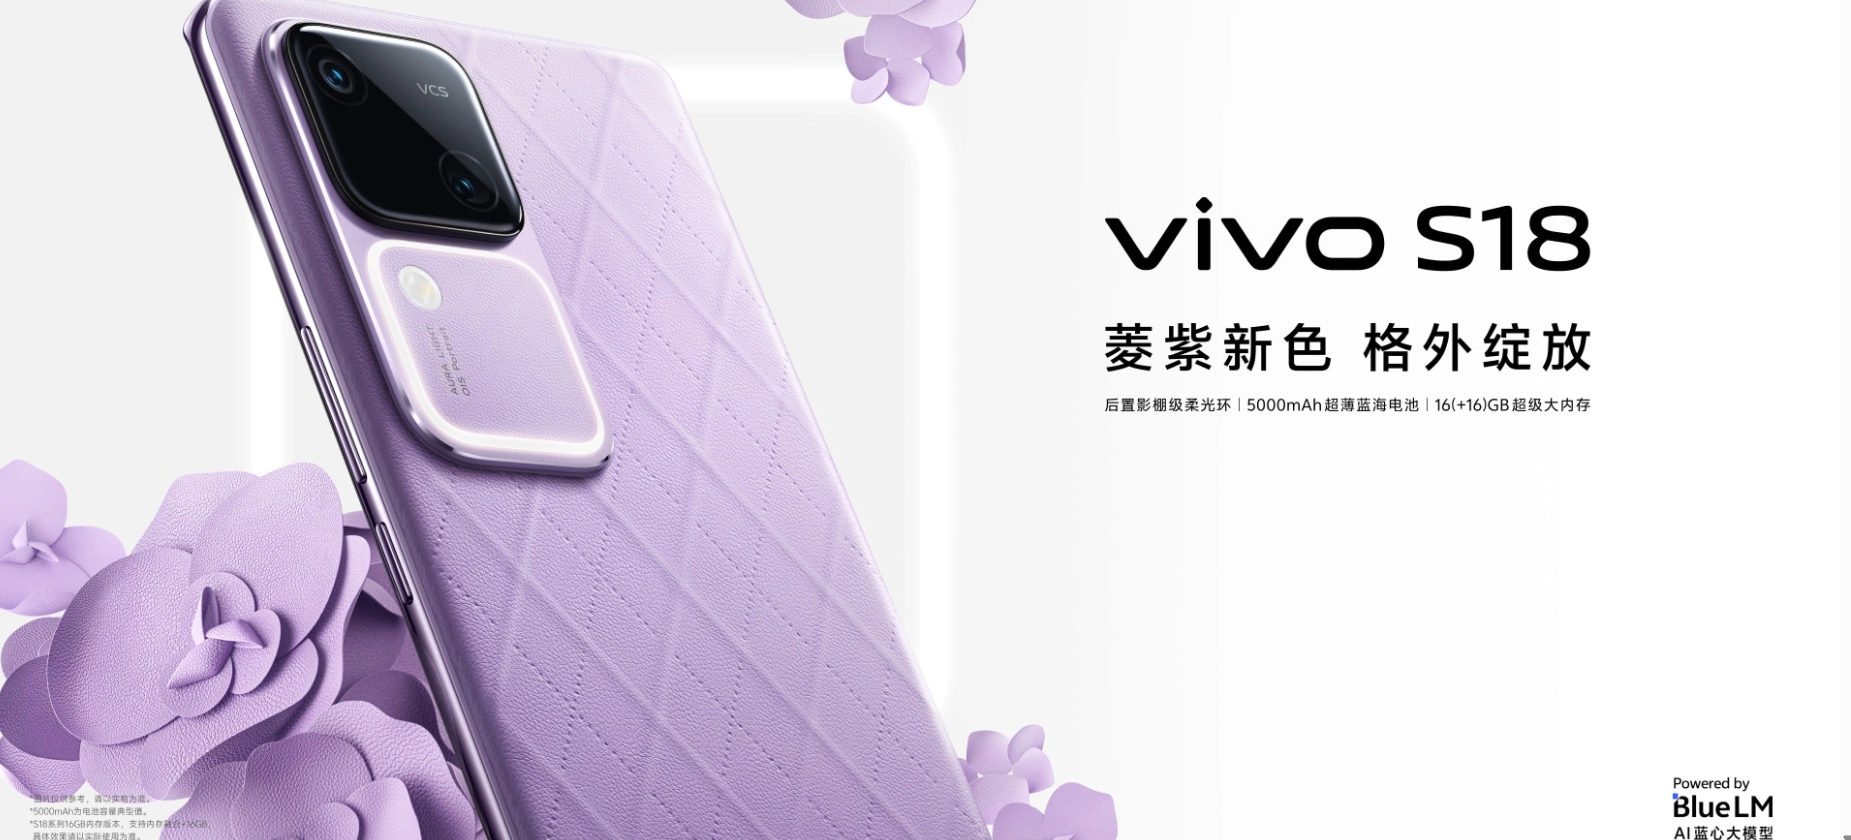 VCS
AURA LIGHT
OIS Portrait
vivo S18
菱紫新色 格外绽放
后置影棚级柔光环|5000mAh超薄蓝海电池|16(+16)GB超级大内存
*图片仅供参考，请以实物为准。
*5000mAh为电池容量典型值。
*S18系列16GB内存版本，支持内存融合+16GB，
具体效果请以实际使用为准。
Powered by
BlueLM
AI蓝心大模型